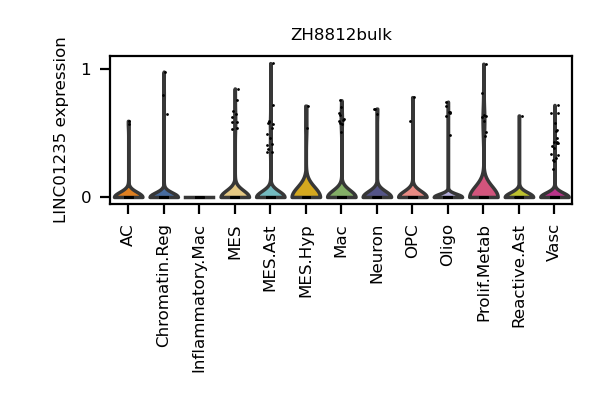 ZH8812bulk
LINC01235 expression
1
0
AC
Chromatin.Reg
Inflammatory.Mac
MES
MES.Ast
MES.Hyp
Mac
Neuron
OPC
Oligo
Prolif.Metab
Reactive.Ast
Vasc